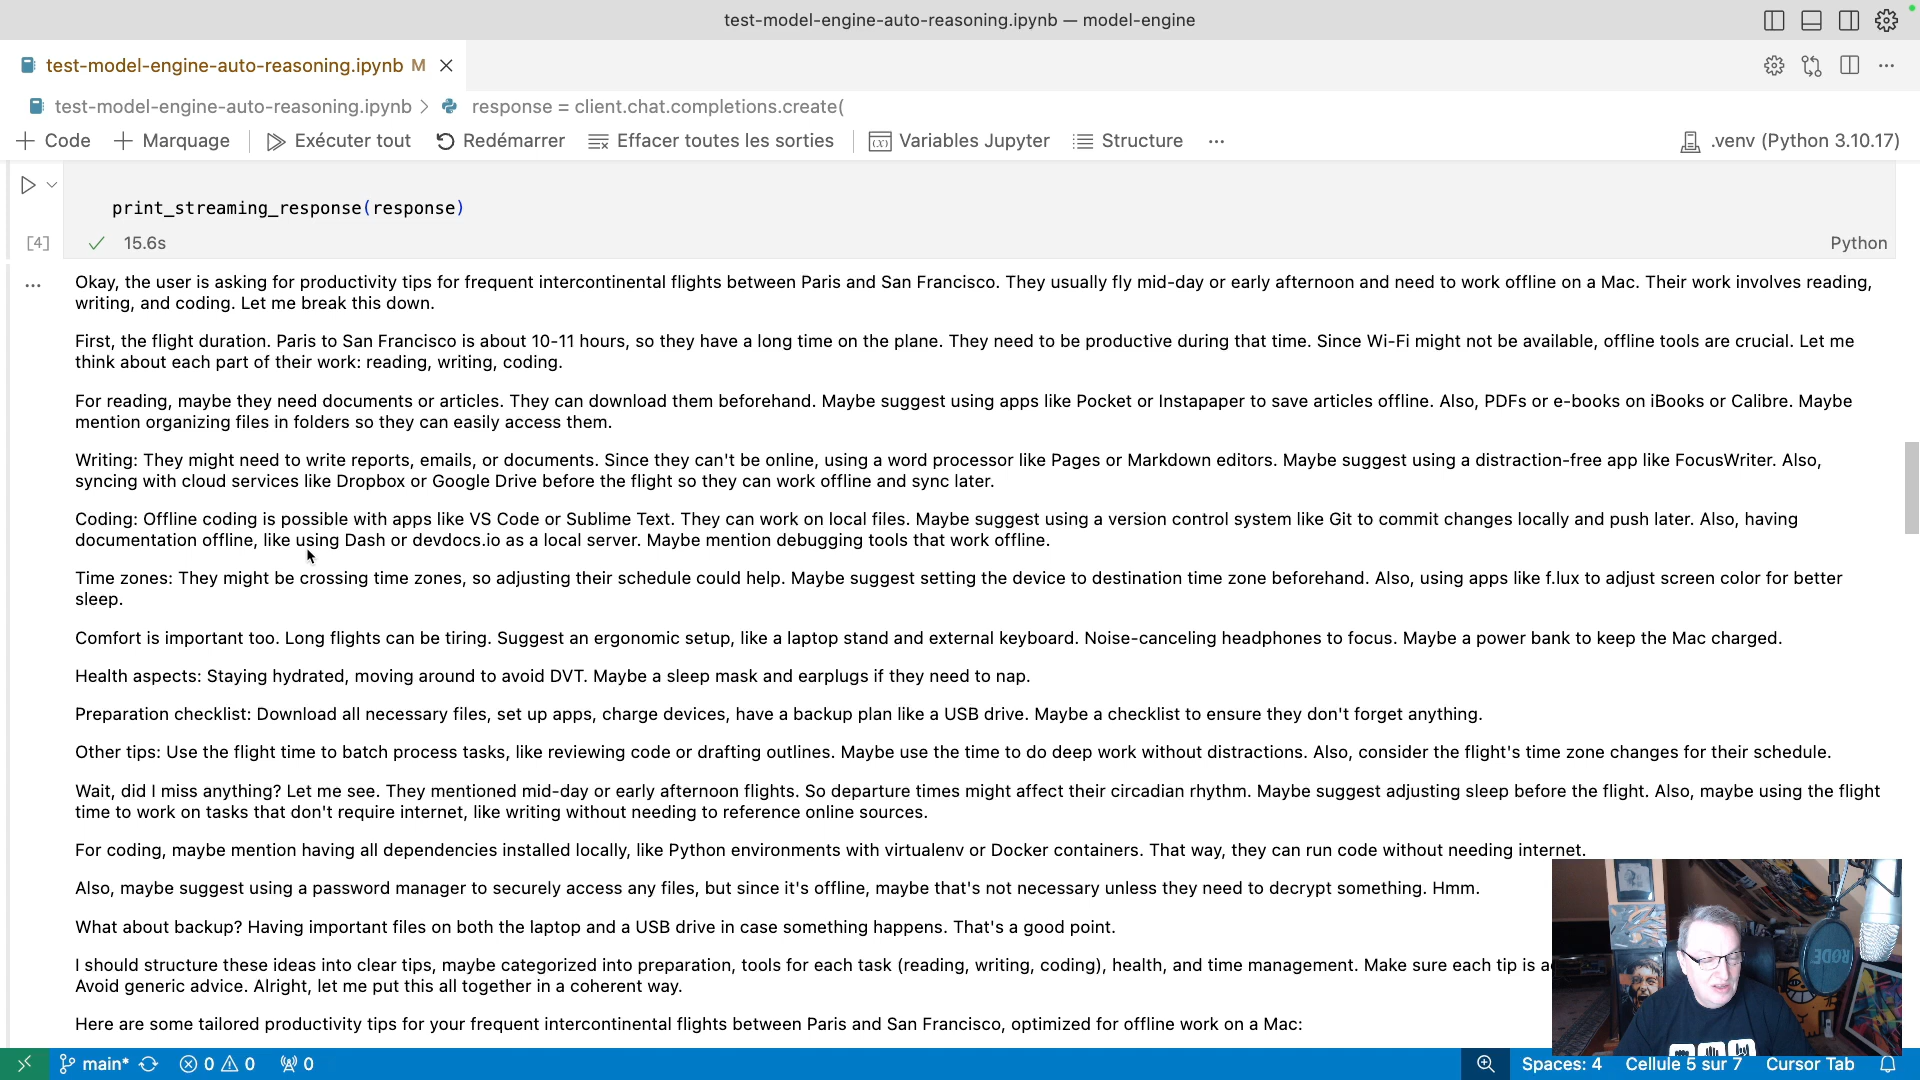 test-model-engine-auto-reasoning.ipynb — model-engine
test-model-engine-auto-reasoning.ipynb M
test-model-engine-auto-reasoning.ipynb > response = client.chat.completions.create(
+ Code + Marquage Exécuter tout Redémarrer Effacer toutes les sorties Variables Jupyter Structure ... .venv (Python 3.10.17)
print_streaming_response(response)
[4] 15.6s Python
Okay, the user is asking for productivity tips for frequent intercontinental flights between Paris and San Francisco. They usually fly mid-day or early afternoon and need to work offline on a Mac. Their work involves reading,
writing, and coding. Let me break this down.
First, the flight duration. Paris to San Francisco is about 10-11 hours, so they have a long time on the plane. They need to be productive during that time. Since Wi-Fi might not be available, offline tools are crucial. Let me
think about each part of their work: reading, writing, coding.
For reading, maybe they need documents or articles. They can download them beforehand. Maybe suggest using apps like Pocket or Instapaper to save articles offline. Also, PDFs or e-books on iBooks or Calibre. Maybe
mention organizing files in folders so they can easily access them.
Writing: They might need to write reports, emails, or documents. Since they can't be online, using a word processor like Pages or Markdown editors. Maybe suggest using a distraction-free app like FocusWriter. Also,
syncing with cloud services like Dropbox or Google Drive before the flight so they can work offline and sync later.
Coding: Offline coding is possible with apps like VS Code or Sublime Text. They can work on local files. Maybe suggest using a version control system like Git to commit changes locally and push later. Also, having
documentation offline, like using Dash or devdocs.io as a local server. Maybe mention debugging tools that work offline.
Time zones: They might be crossing time zones, so adjusting their schedule could help. Maybe suggest setting the device to destination time zone beforehand. Also, using apps like f.lux to adjust screen color for better
sleep.
Comfort is important too. Long flights can be tiring. Suggest an ergonomic setup, like a laptop stand and external keyboard. Noise-canceling headphones to focus. Maybe a power bank to keep the Mac charged.
Health aspects: Staying hydrated, moving around to avoid DVT. Maybe a sleep mask and earplugs if they need to nap.
Preparation checklist: Download all necessary files, set up apps, charge devices, have a backup plan like a USB drive. Maybe a checklist to ensure they don't forget anything.
Other tips: Use the flight time to batch process tasks, like reviewing code or drafting outlines. Maybe use the time to do deep work without distractions. Also, consider the flight's time zone changes for their schedule.
Wait, did I miss anything? Let me see. They mentioned mid-day or early afternoon flights. So departure times might affect their circadian rhythm. Maybe suggest adjusting sleep before the flight. Also, maybe using the flight
time to work on tasks that don't require internet, like writing without needing to reference online sources.
For coding, maybe mention having all dependencies installed locally, like Python environments with virtualenv or Docker containers. That way, they can run code without needing internet.
Also, maybe suggest using a password manager to securely access any files, but since it's offline, maybe that's not necessary unless they need to decrypt something. Hmm.
What about backup? Having important files on both the laptop and a USB drive in case something happens. That's a good point.
I should structure these ideas into clear tips, maybe categorized into preparation, tools for each task (reading, writing, coding), health, and time management. Make sure each tip is
Avoid generic advice. Alright, let me put this all together in a coherent way.
RØDE
Here are some tailored productivity tips for your frequent intercontinental flights between Paris and San Francisco, optimized for offline work on a Mac:
main* 0 0 0 Spaces: 4 Cellule 5 sur 7 Cursor Tab